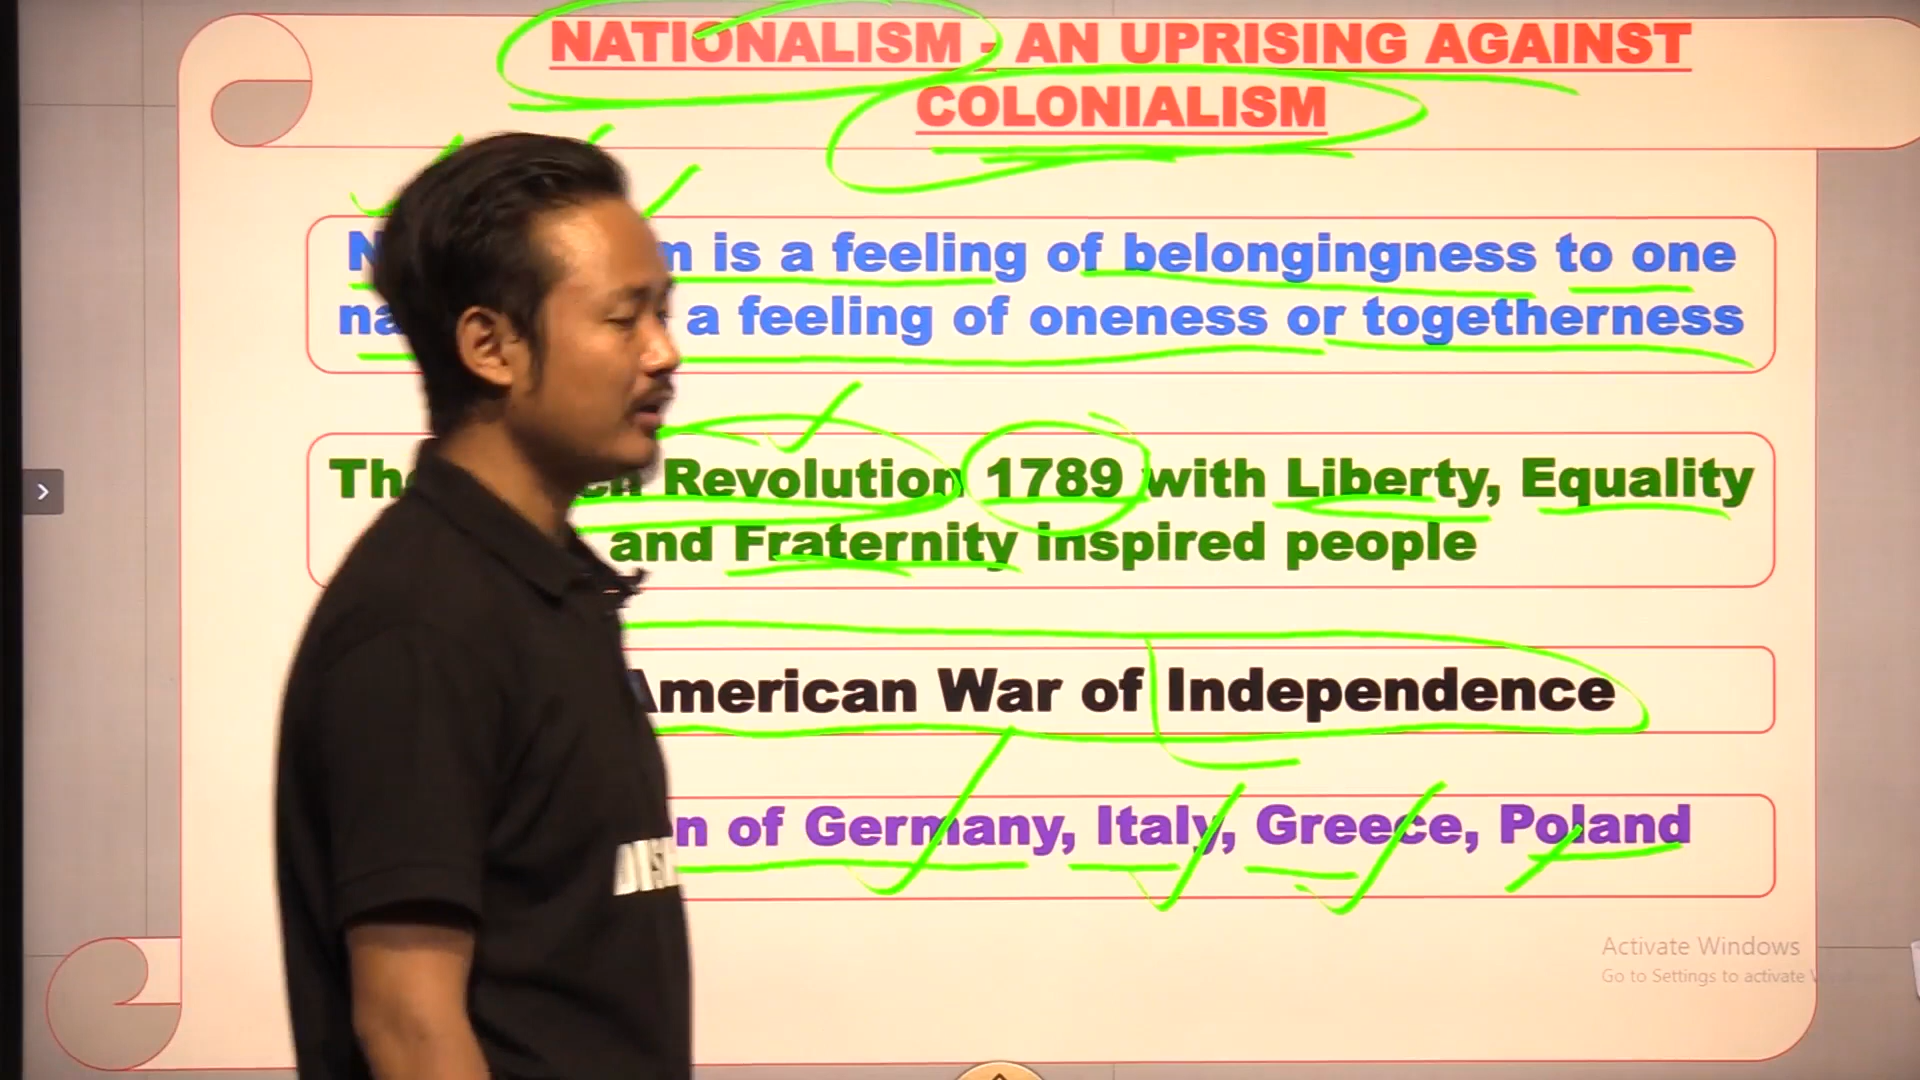 NATIONALISM - AN UPRISING AGAINST
COLONIALISM
is a feeling of belongingness to one
a feeling of oneness or togetherness
Revolution 1789 with Liberty, Equality
and Fraternity inspired people
American War of Independence
of Germany, Italy, Greece, Poland
Activate Windows
Go to Settings to activate